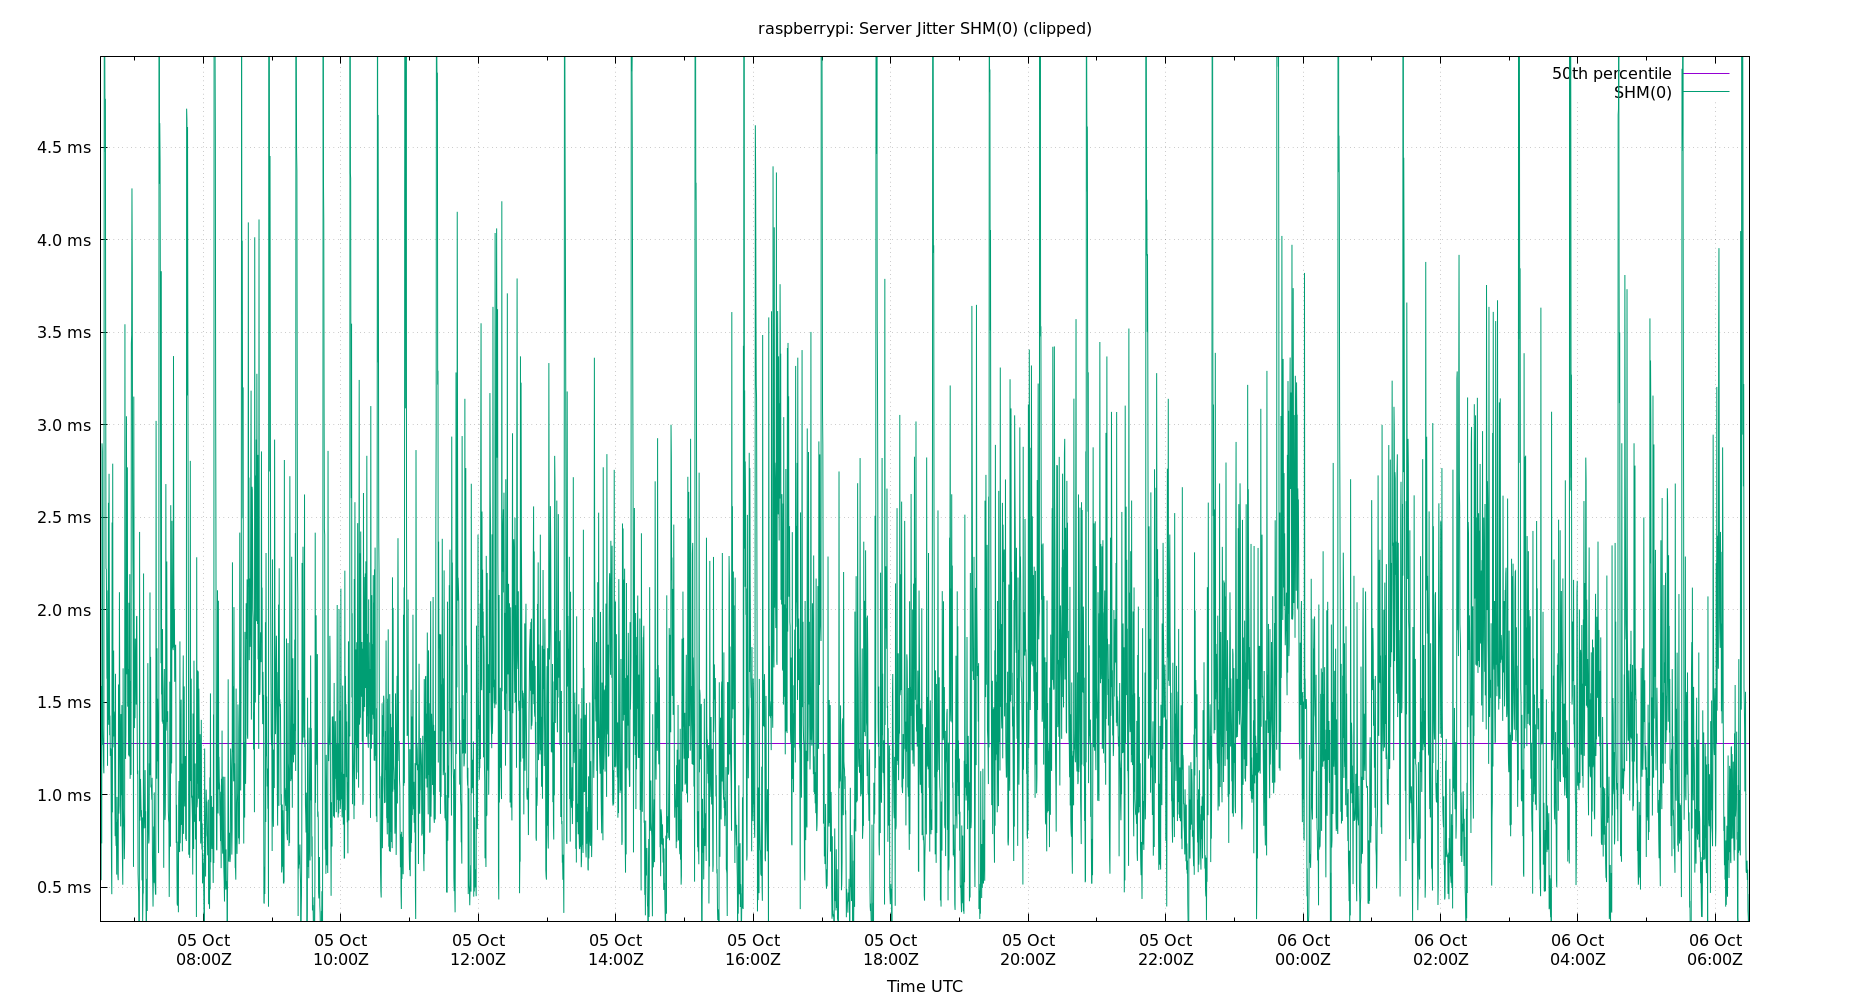 raspberrypi: Server Jitter SHM(0) (clipped)
50th percentile
SHM(0)
4.5 ms
4.0 ms
3.5 ms
3.0 ms
2.5 ms
2.0 ms
1.5 ms
1.0 ms
0.5 ms
05 Oct 05 Oct 05 Oct 05 Oct 05 Oct 05 Oct 05 Oct 05 Oct 06 Oct 06 Oct 06 Oct 06 Oct
08:00Z 10:00Z 12:00Z 14:00Z 16:00Z 18:00Z 20:00Z 22:00Z 00:00Z 02:00Z 04:00Z 06:00Z
Time UTC